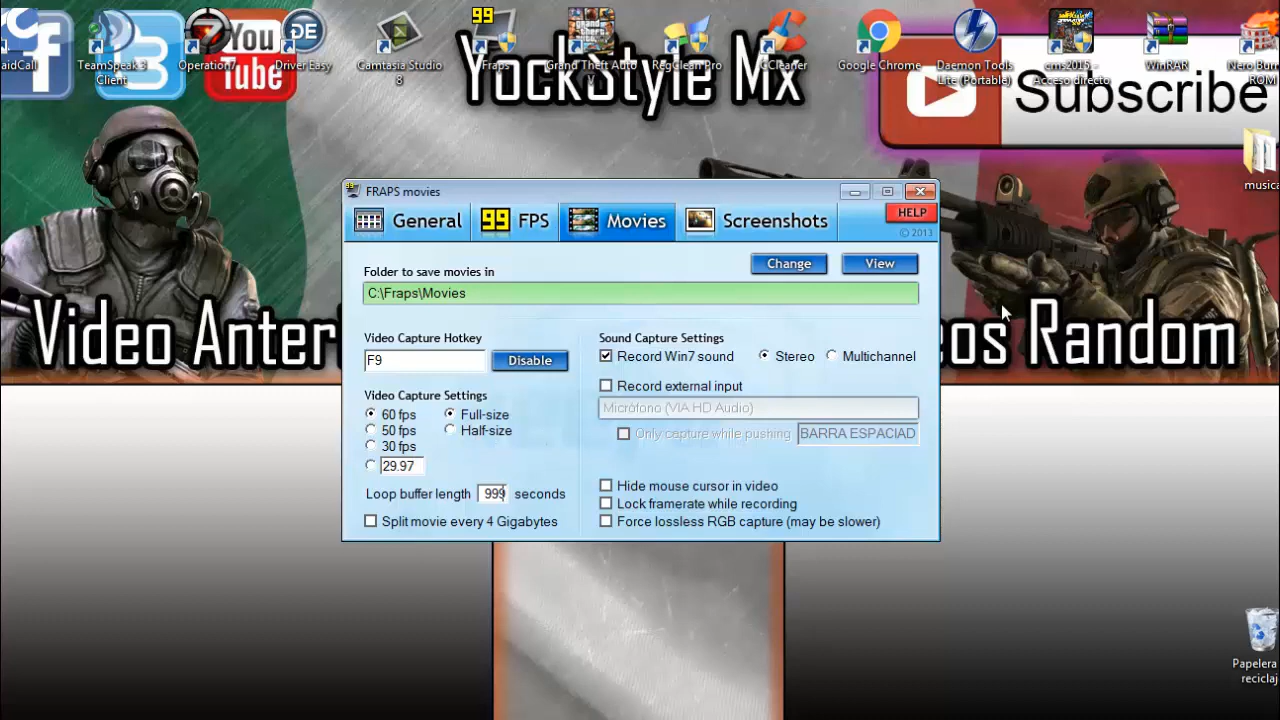 aidCall
TeamSpeak 3 Client
Operation7
Driver Easy
Camtasia Studio 8
Fraps
Grand Theft Auto V
RegClean Pro
CCleaner
Google Chrome
Daemon Tools Lite (Portable)
cms2015 - Acceso directo
WinRAR
Nero Burn ROM
You
Tube
YockStyle Mx
Subscribe
musica
Video Anter
eos Random
FRAPS movies
General
99 FPS
Movies
Screenshots
HELP
© 2013
Folder to save movies in
Change
View
C:\Fraps\Movies
Video Capture Hotkey
F9
Disable
Video Capture Settings
60 fps
Full-size
50 fps
Half-size
30 fps
29.97
Loop buffer length 999 seconds
Split movie every 4 Gigabytes
Sound Capture Settings
Record Win7 sound
Stereo
Multichannel
Record external input
Micrófono (VIA HD Audio)
Only capture while pushing
BARRA ESPACIAD
Hide mouse cursor in video
Lock framerate while recording
Force lossless RGB capture (may be slower)
Papelera
reciclaj